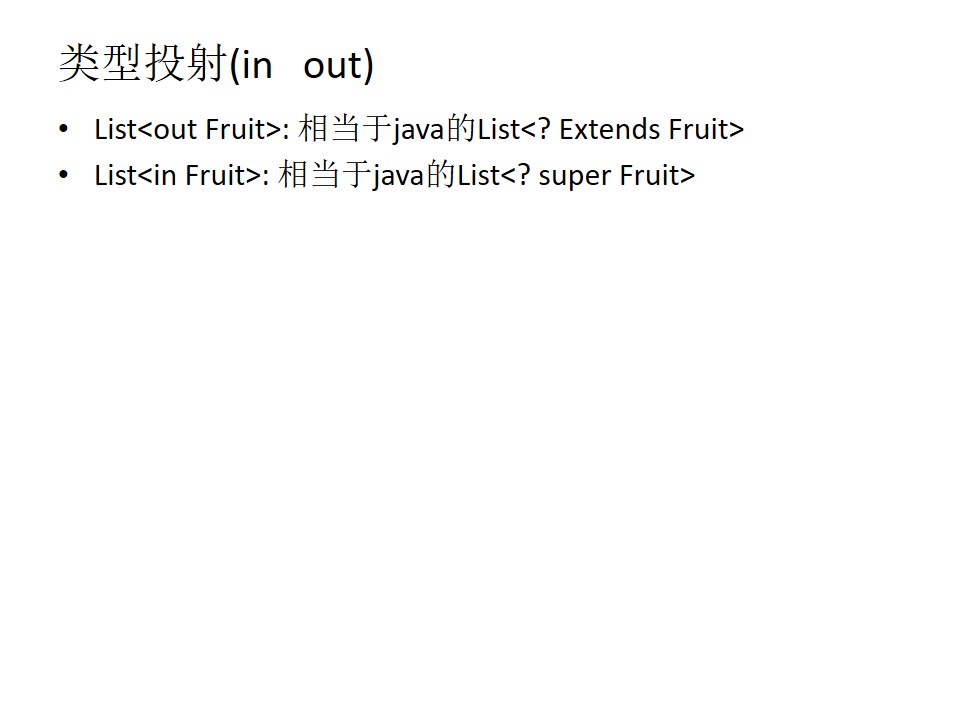 类型投射(in   out)
• List<out Fruit>: 相当于java的List<? Extends Fruit>
• List<in Fruit>: 相当于java的List<? super Fruit>